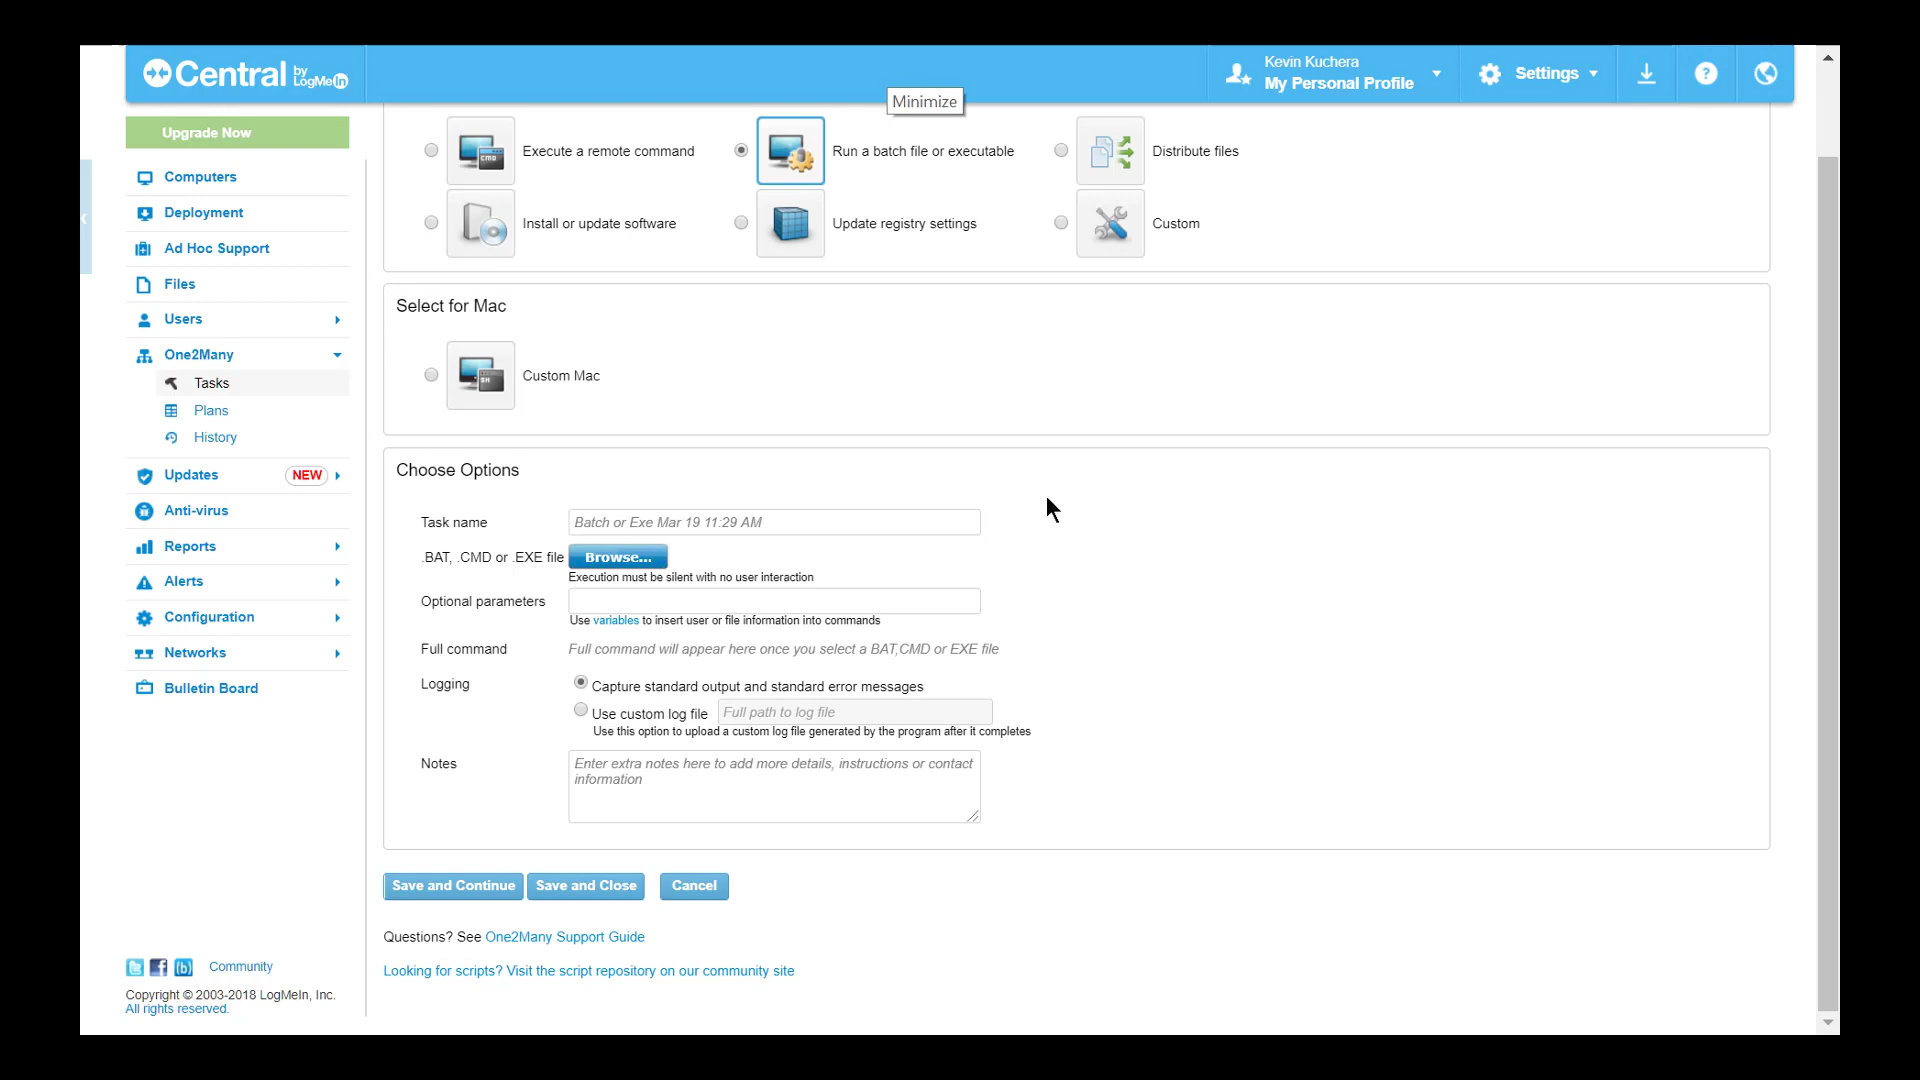 Central by LogMeIn
Kevin Kuchera
My Personal Profile
Settings
Minimize
Upgrade Now
Computers
Deployment
Ad Hoc Support
Files
Users
One2Many
Tasks
Plans
History
Updates NEW
Anti-virus
Reports
Alerts
Configuration
Networks
Bulletin Board
Community
Copyright © 2003-2018 LogMeIn, Inc.
All rights reserved.
Execute a remote command
Run a batch file or executable
Distribute files
Install or update software
Update registry settings
Custom
Select for Mac
Custom Mac
Choose Options
Task name Batch or Exe Mar 19 11:29 AM
.BAT, .CMD or .EXE file Browse...
Execution must be silent with no user interaction
Optional parameters
Use variables to insert user or file information into commands
Full command Full command will appear here once you select a BAT,CMD or EXE file
Logging Capture standard output and standard error messages
Use custom log file Full path to log file
Use this option to upload a custom log file generated by the program after it completes
Notes Enter extra notes here to add more details, instructions or contact
information
Save and Continue Save and Close Cancel
Questions? See One2Many Support Guide
Looking for scripts? Visit the script repository on our community site